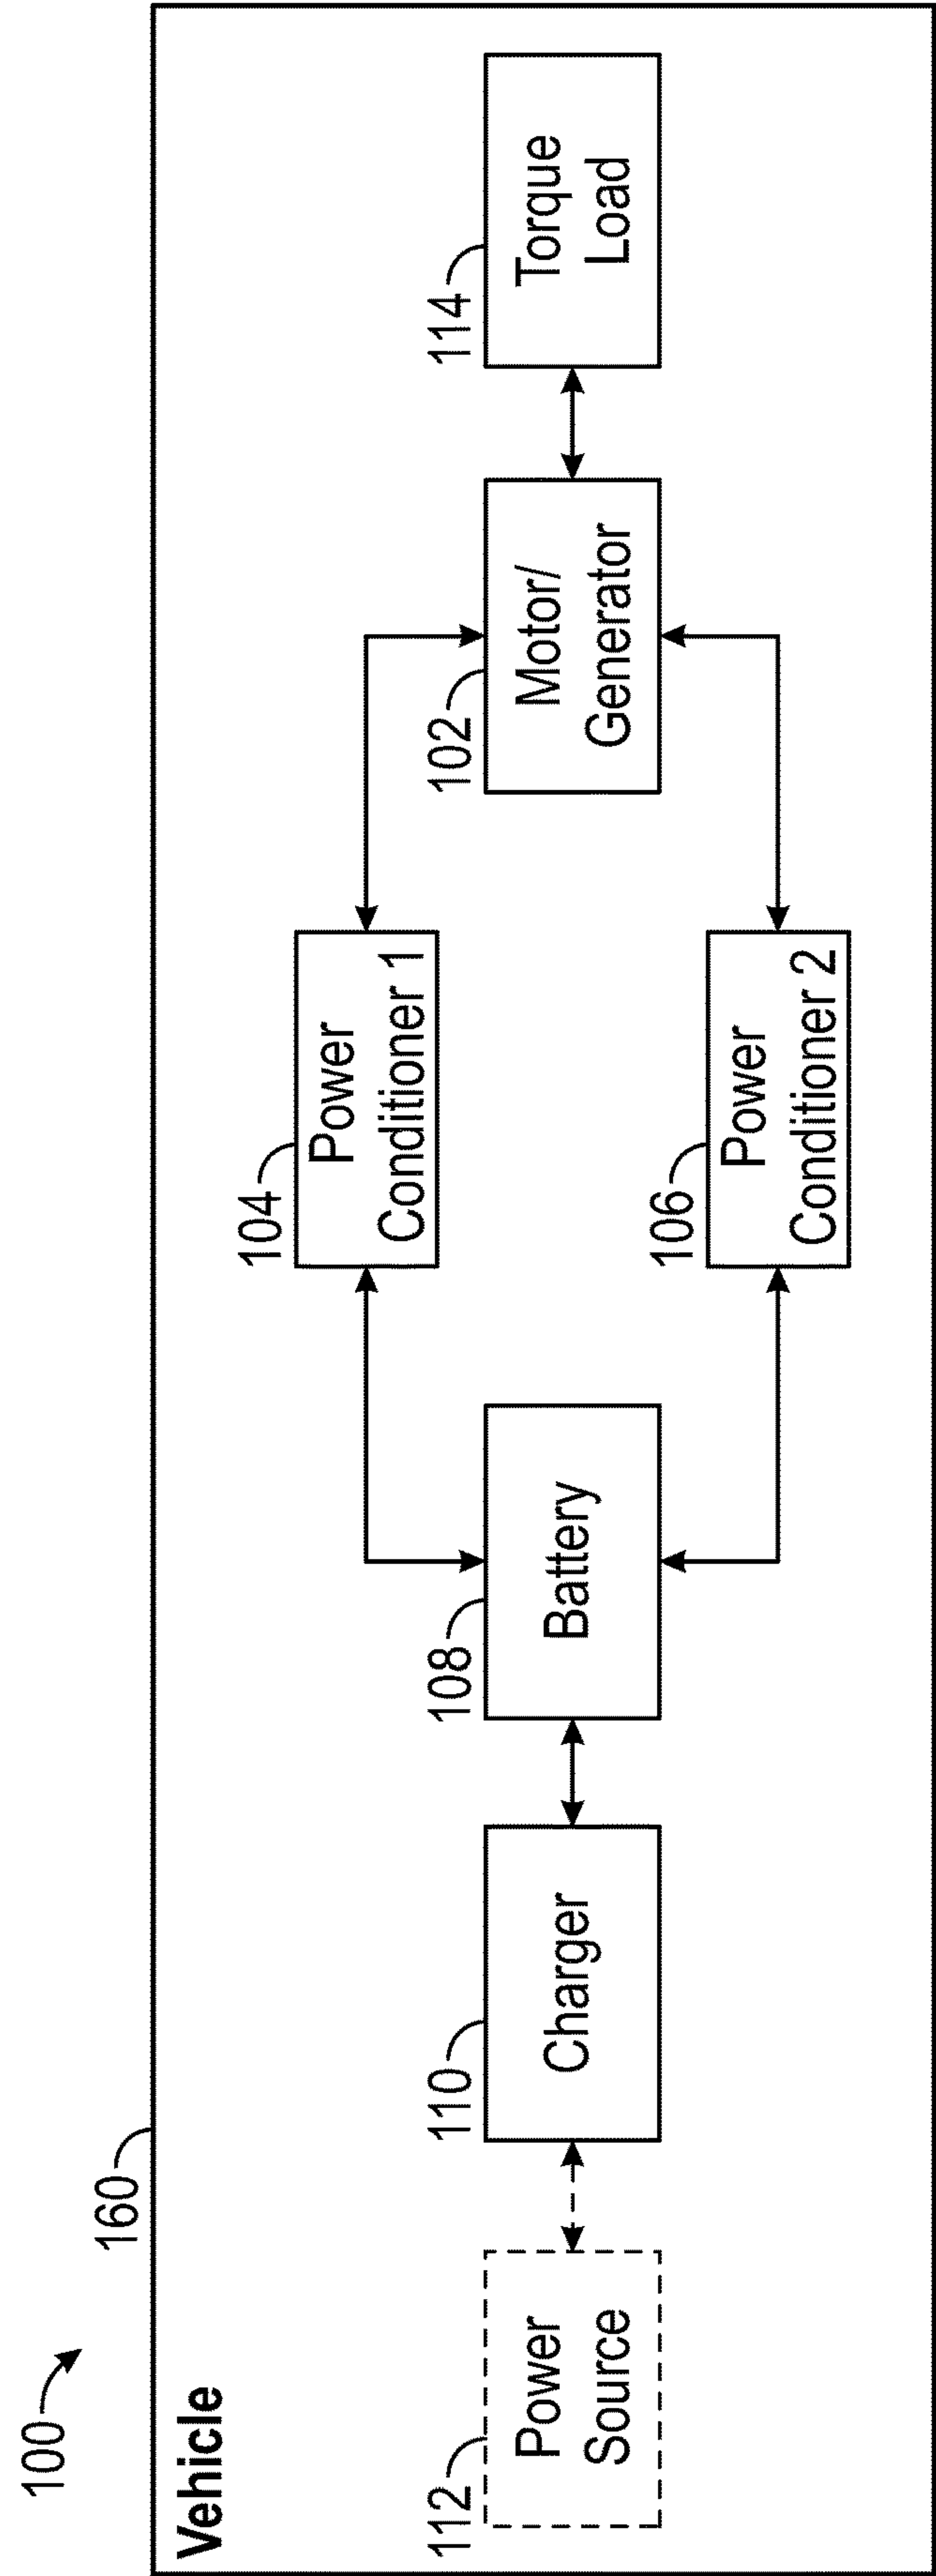 100
160
Vehicle
112
Power
Source
110
Charger
108
Battery
104
Power
Conditioner 1
106
Power
Conditioner 2
102
Motor/
Generator
114
Torque
Load